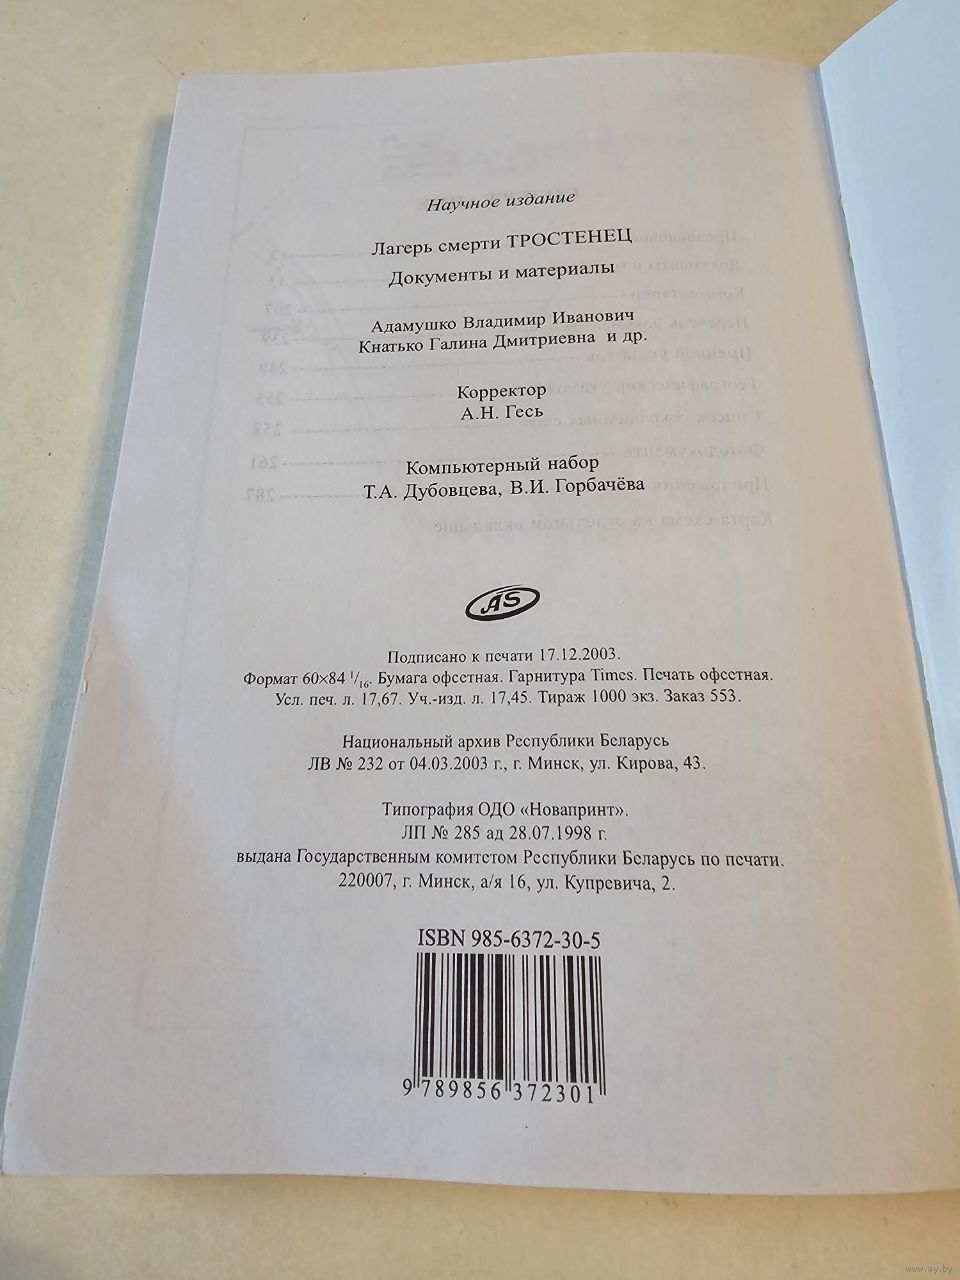 Научное издание
Лагерь смерти ТРОСТЕНЕЦ
Документы и материалы
Адамушко Владимир Иванович
Кнатько Галина Дмитриевна и др.
Корректор
А.Н. Гесь
Компьютерный набор
Т.А. Дубовцева, В.И. Горбачёва
AS
Подписано к печати 17.12.2003.
Формат 60×84 1/16. Бумага офсетная. Гарнитура Times. Печать офсетная.
Усл. печ. л. 17,67. Уч.-изд. л. 17,45. Тираж 1000 экз. Заказ 553.
Национальный архив Республики Беларусь
ЛВ № 232 от 04.03.2003 г., г. Минск, ул. Кирова, 43.
Типография ОДО «Новапринт».
ЛП № 285 ад 28.07.1998 г.
выдана Государственным комитетом Республики Беларусь по печати.
220007, г. Минск, а/я 16, ул. Купревича, 2.
ISBN 985-6372-30-5
9 789856 372301
www.ay.by